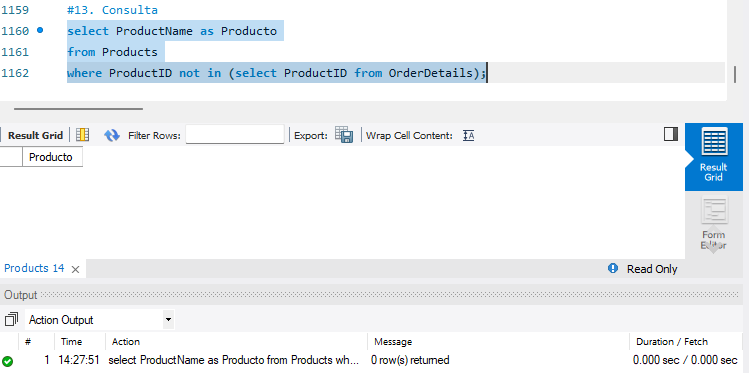 1159 #13. Consulta
1160 select ProductName as Producto
1161 from Products
1162 where ProductID not in (select ProductID from OrderDetails);
Result Grid Filter Rows: Export: Wrap Cell Content: IA
Producto
Result Grid
Form Editor
Products 14 × Read Only
Output
Action Output
# Time Action Message Duration / Fetch
1 14:27:51 select ProductName as Producto from Products wh... 0 row(s) returned 0.000 sec / 0.000 sec